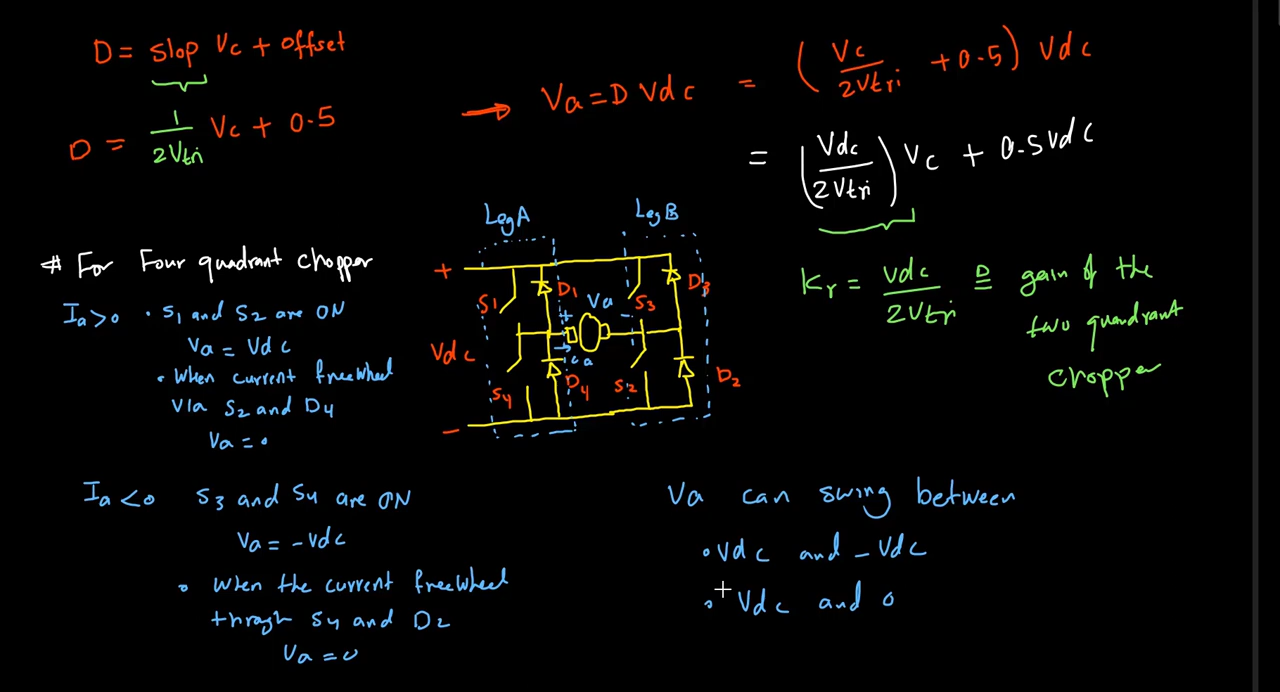 D = slop Vc + offset
D = 1/2Vtri Vc + 0.5
→ Va = D Vdc = (Vc/2Vtri + 0.5) Vdc
= (Vdc/2Vtri) Vc + 0.5Vdc
Kr = Vdc/2Vtri ≜ gain of the
two quandrant
chopper
# For Four quadrant chopper
Ia>0 • S1 and S2 are ON
Va = Vdc
• When current freewheel
via S2 and D4
Va = 0
Leg A
Leg B
+
S1
D1
Va
+
-
S3
D3
Vdc
ia
S4
D4
S2
D2
-
Ia<0 S3 and S4 are ON
Va = -Vdc
• When the current freewheel
thragh S4 and D2
Va = 0
Va can swing between
• Vdc and - Vdc
• Vdc and 0